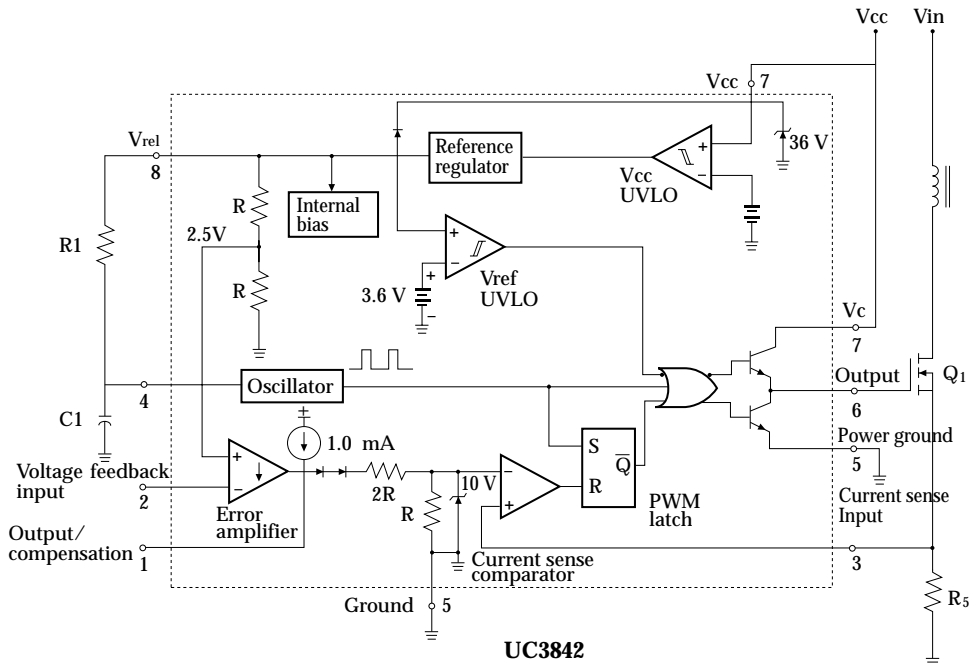 Vcc
Vin
Vcc
7
Vrel
8
Reference
regulator
36 V
+
−
Vcc
UVLO
R
Internal
bias
R1
2.5V
R
+
−
3.6 V
+
−
Vref
UVLO
Vc
7
Oscillator
4
Output
6
Q1
C1
±
1.0 mA
S
Q
R
Power ground
5
Voltage feedback
input
2
+
−
2R
R
10 V
−
+
Current sense
Input
PWM
latch
Error
amplifier
Output/
compensation
1
Current sense
comparator
3
R5
Ground
5
UC3842